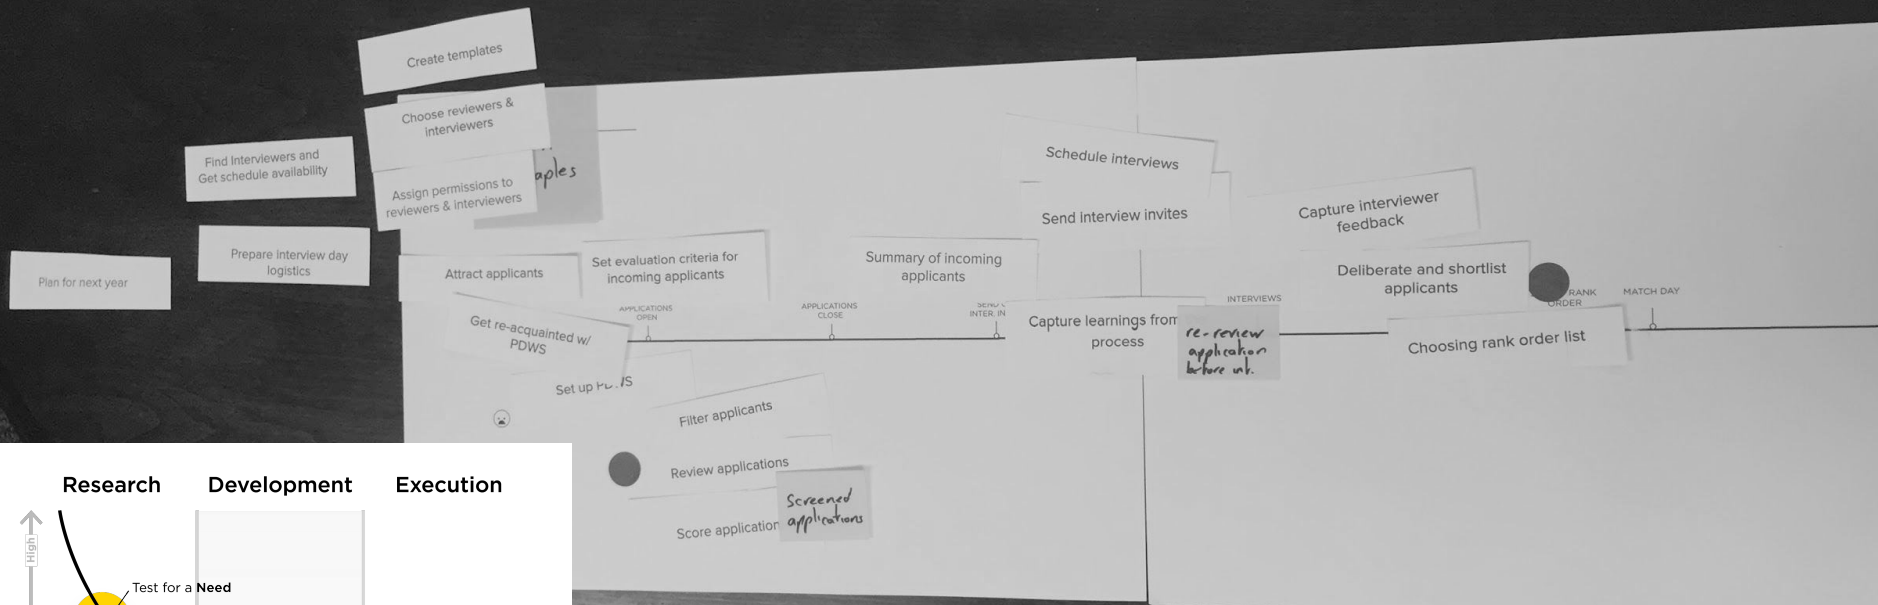 Create templates
Choose reviewers &
interviewers
Find Interviewers and
Get schedule availability
Assign permissions to
reviewers & interviewers
aples
Schedule interviews
Send interview invites
Capture interviewer
feedback
Prepare interview day
logistics
Plan for next year
Attract applicants
Set evaluation criteria for
incoming applicants
Summary of incoming
applicants
Deliberate and shortlist
applicants
APPLICATIONS
OPEN
APPLICATIONS
CLOSE
INTER. IN
INTERVIEWS
RANK
ORDER
MATCH DAY
Get re-acquainted w/
PDWS
Capture learnings from
process
re-review
application
before int.
Choosing rank order list
Set up
Filter applicants
Review applications
Score application
Screened
applications
Research
Development
Execution
High
Test for a Need